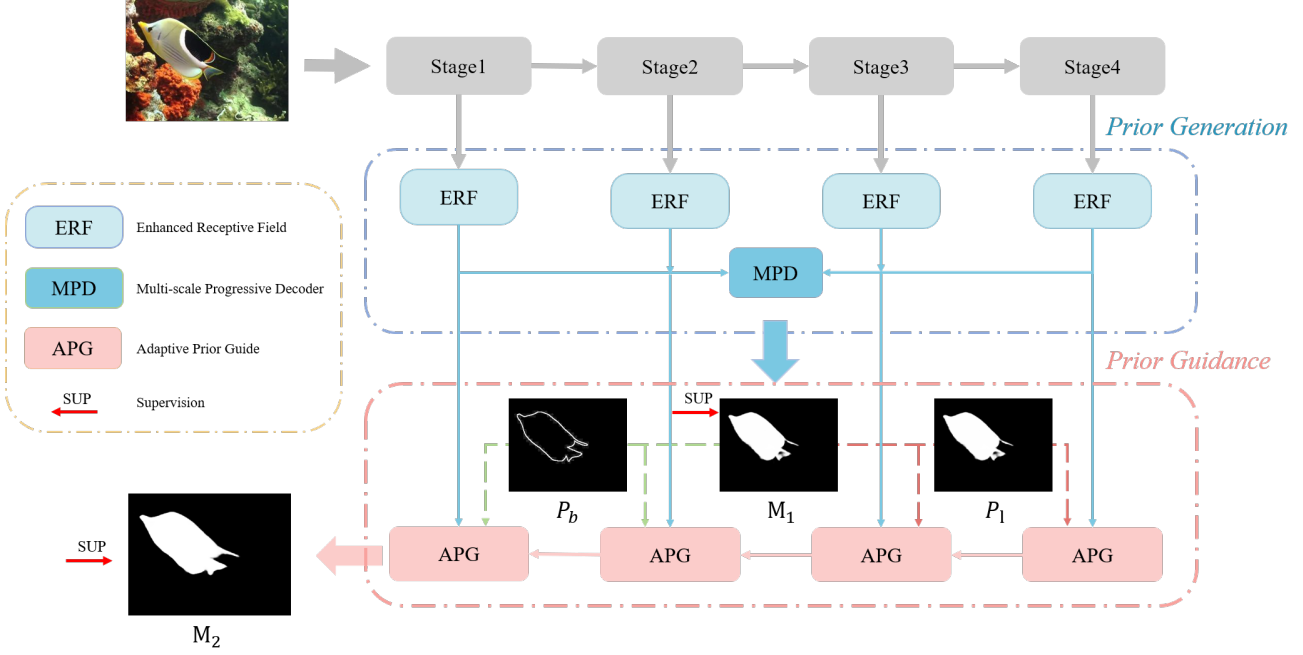 Stage1
Stage2
Stage3
Stage4
Prior Generation
ERF
ERF
ERF
ERF
MPD
ERF
Enhanced Receptive Field
MPD
Multi-scale Progressive Decoder
APG
Adaptive Prior Guide
SUP
Supervision
Prior Guidance
SUP
P_b
M_1
P_l
APG
APG
APG
APG
SUP
M_2